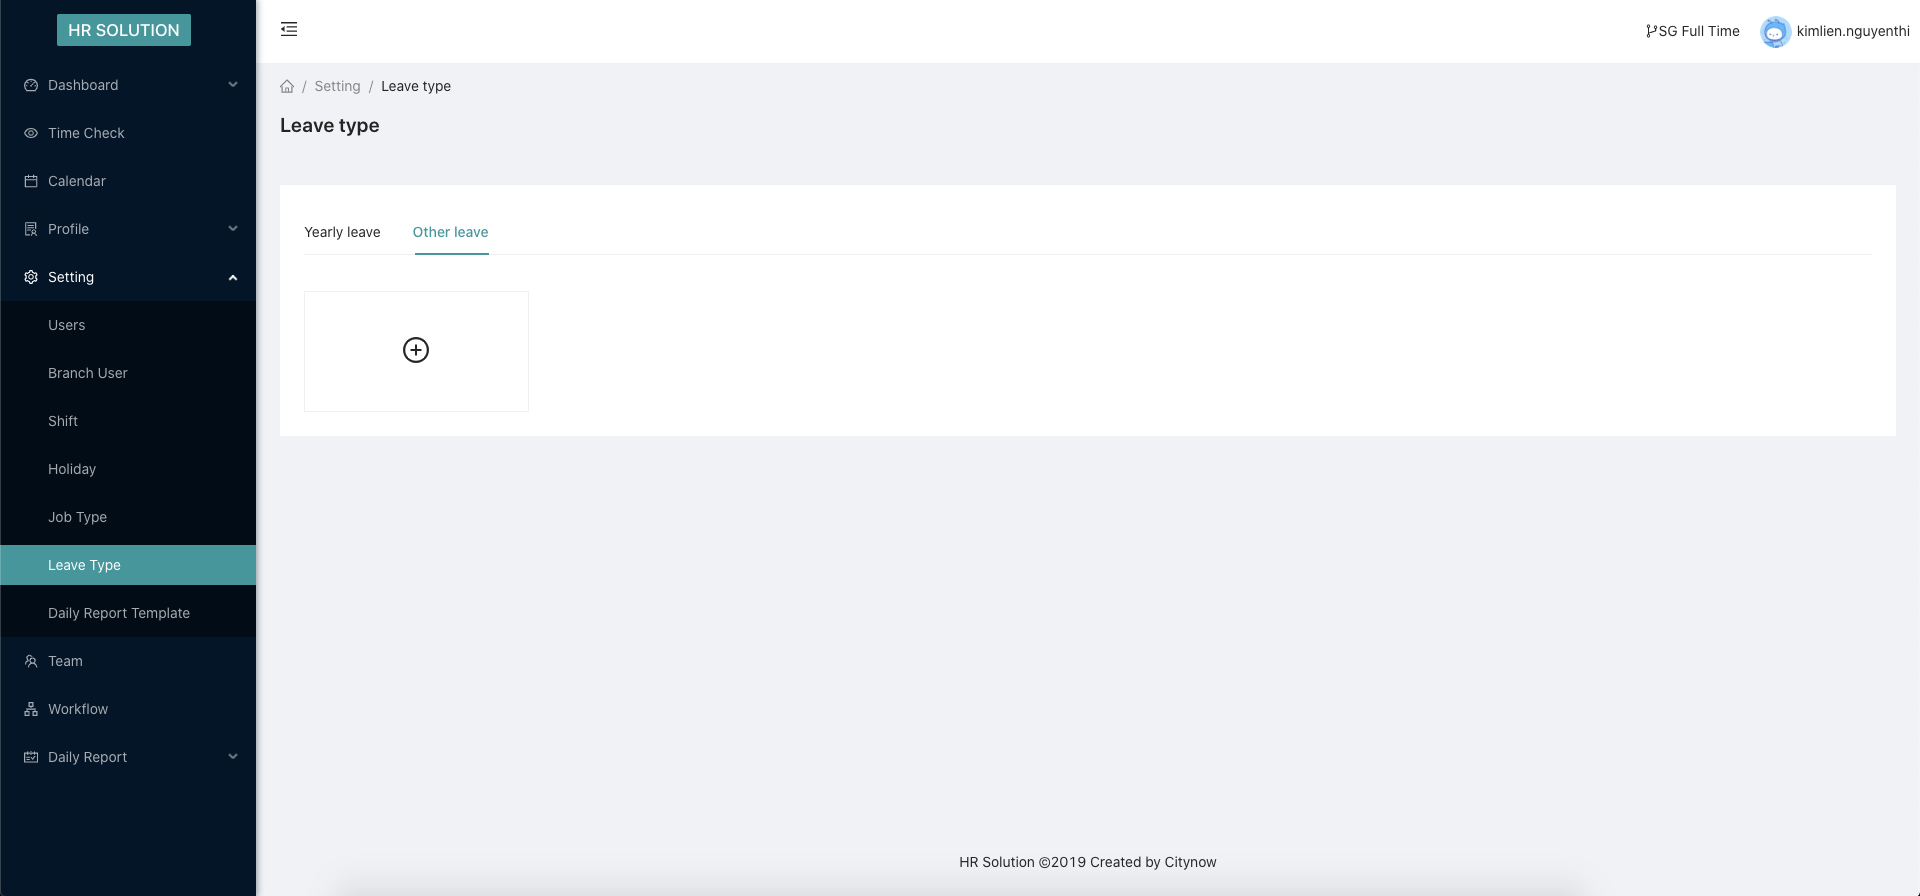 HR SOLUTION
Dashboard
Time Check
Calendar
Profile
Setting
Users
Branch User
Shift
Holiday
Job Type
Leave Type
Daily Report Template
Team
Workflow
Daily Report
SG Full Time
kimlien.nguyenthi
/ Setting / Leave type
Leave type
Yearly leave
Other leave
HR Solution ©2019 Created by Citynow